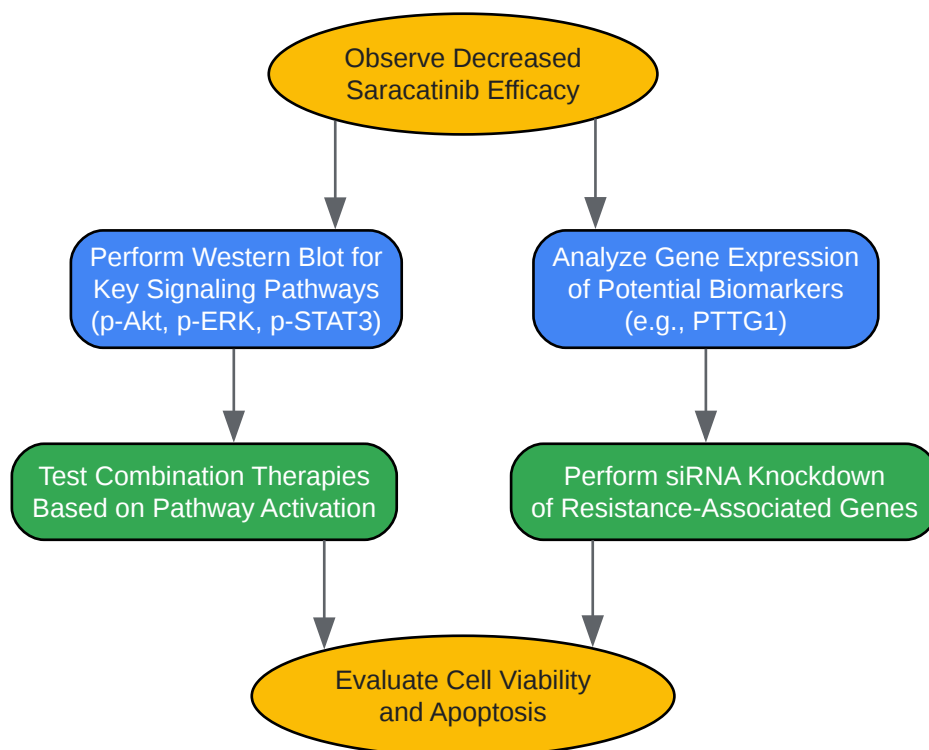 Observe Decreased
Saracatinib Efficacy
Perform Western Blot for
Key Signaling Pathways
(p-Akt, p-ERK, p-STAT3)
Analyze Gene Expression
of Potential Biomarkers
(e.g., PTTG1)
Test Combination Therapies
Based on Pathway Activation
Perform siRNA Knockdown
of Resistance-Associated Genes
Evaluate Cell Viability
and Apoptosis